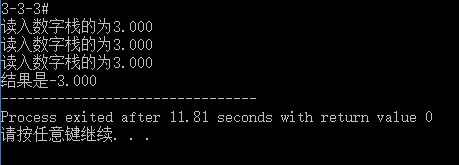 3-3-3#
读入数字栈的为3.000
读入数字栈的为3.000
读入数字栈的为3.000
结果是-3.000
--------------------------------
Process exited after 11.81 seconds with return value 0
请按任意键继续. . .